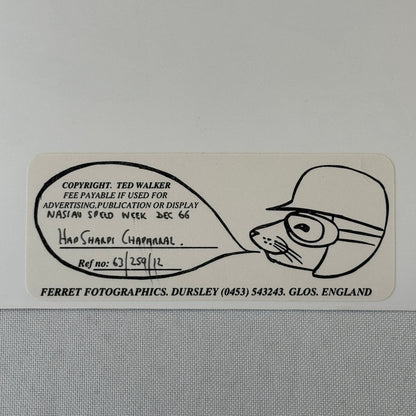 COPYRIGHT. TED WALKER
FEE PAYABLE IF USED FOR
ADVERTISING,PUBLICATION OR DISPLAY
NASSAU SPEED WEEK DEC 66
HAP SHARP CHAPARRAL.
Ref no: 63/259/12
FERRET FOTOGRAPHICS. DURSLEY (0453) 543243. GLOS. ENGLAND